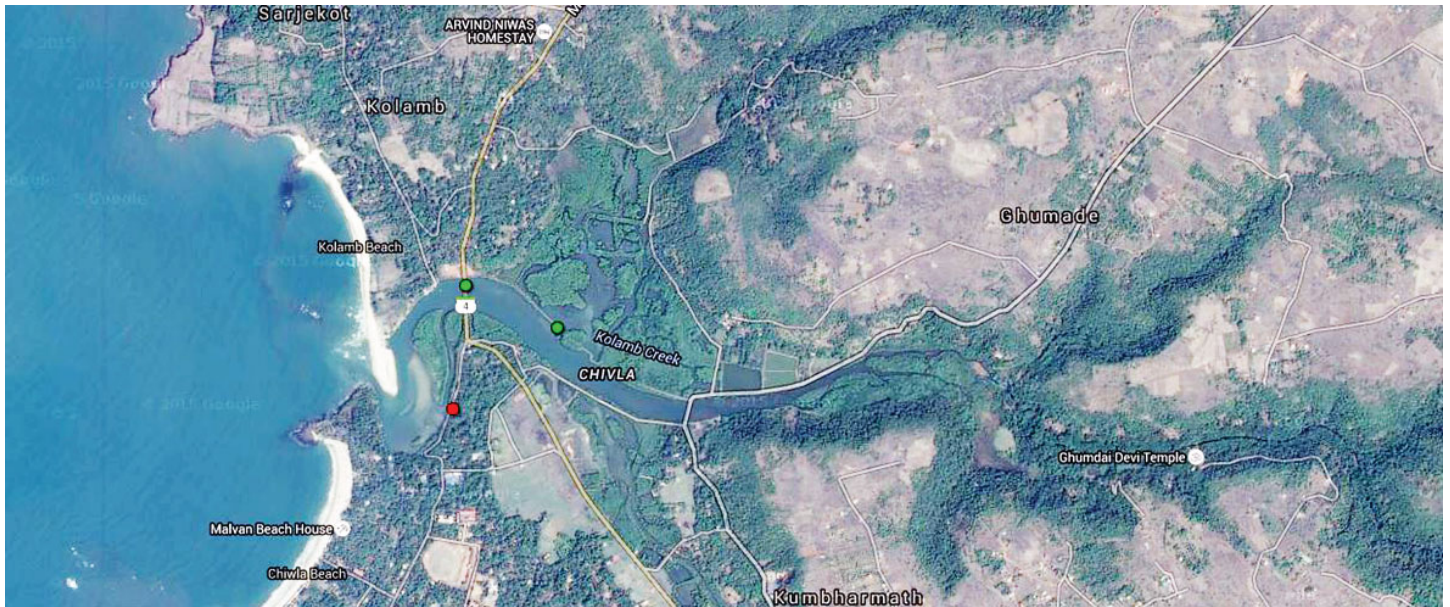 Sarjekot
ARVIND NIWAS
HOMESTAY
Kolamb
Ghumade
Kolamb Beach
4
Kolamb Creek
CHIVLA
Ghumdai Devi Temple
Malvan Beach House
Chiwla Beach
Kumbharmath